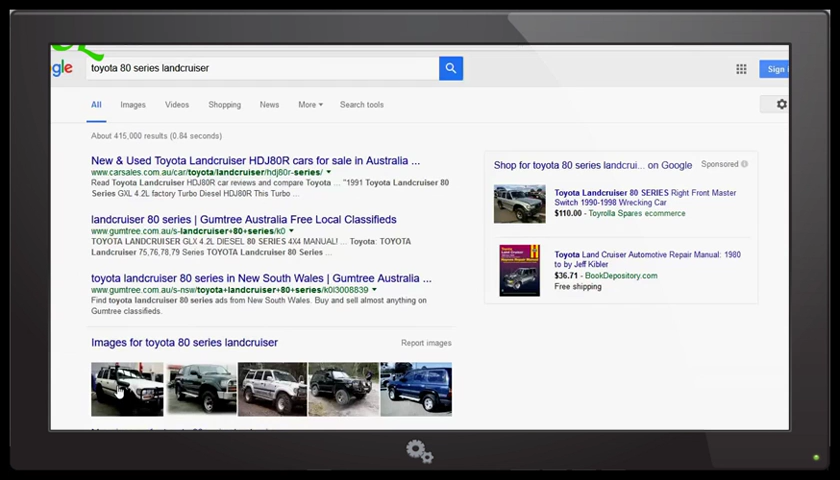 gle
toyota 80 series landcruiser
Sign
All Images Videos Shopping News More Search tools
About 415,000 results (0.84 seconds)
New & Used Toyota Landcruiser HDJ80R cars for sale in Australia ...
www.carsales.com.au/car/toyota/landcruiser/hdj80r-series/
Read Toyota Landcruiser HDJ80R car reviews and compare Toyota ... "1991 Toyota Landcruiser 80
Series GXL 4.2L factory Turbo Diesel HDJ80R This Turbo ...
landcruiser 80 series | Gumtree Australia Free Local Classifieds
www.gumtree.com.au/s-landcruiser+80+series/k0
TOYOTA LANDCRUISER GLX 4.2L DIESEL 80 SERIES 4X4 MANUAL! ... Toyota: TOYOTA
LANDCRUISER 75,76,78,79 Series TOYOTA LANDCRUISER 80 Series ...
toyota landcruiser 80 series in New South Wales | Gumtree Australia ...
www.gumtree.com.au/s-nsw/toyota+landcruiser+80+series/k0l3008839
Find toyota landcruiser 80 series ads from New South Wales. Buy and sell almost anything on
Gumtree classifieds.
Images for toyota 80 series landcruiser Report images
Shop for toyota 80 series landcrui... on Google Sponsored
Toyota Landcruiser 80 SERIES Right Front Master
Switch 1990-1998 Wrecking Car
$110.00 - Toyrolla Spares ecommerce
Toyota Land Cruiser Automotive Repair Manual: 1980
to by Jeff Kibler
$36.71 - BookDepository.com
Free shipping